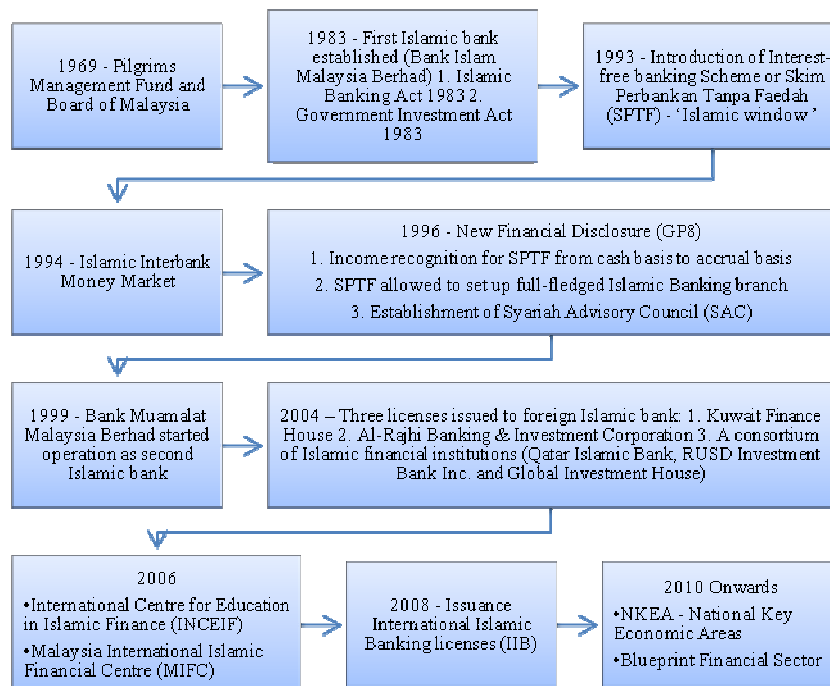 1969 - Pilgrims
Management Fund and
Board of Malaysia
1983 - First Islamic bank
established (Bank Islam
Malaysia Berhad) 1. Islamic
Banking Act 1983 2.
Government Investment Act
1983
1993 - Introduction of Interest-
free banking Scheme or Skim
Perbankan Tanpa Faedah
(SPTF) - ‘Islamic window’
1994 - Islamic Interbank
Money Market
1996 - New Financial Disclosure (GP8)
1. Income recognition for SPTF from cash basis to accrual basis
2. SPTF allowed to set up full-fledged Islamic Banking branch
3. Establishment of Syariah Advisory Council (SAC)
1999 - Bank Muamalat
Malaysia Berhad started
operation as second
Islamic bank
2004 – Three licenses issued to foreign Islamic bank: 1. Kuwait Finance
House 2. Al-Rajhi Banking & Investment Corporation 3. A consortium
of Islamic financial institutions (Qatar Islamic Bank, RUSD Investment
Bank Inc. and Global Investment House)
2006
•International Centre for Education
in Islamic Finance (INCEIF)
•Malaysia International Islamic
Financial Centre (MIFC)
2008 - Issuance
International Islamic
Banking licenses (IIB)
2010 Onwards
•NKEA - National Key
Economic Areas
•Blueprint Financial Sector